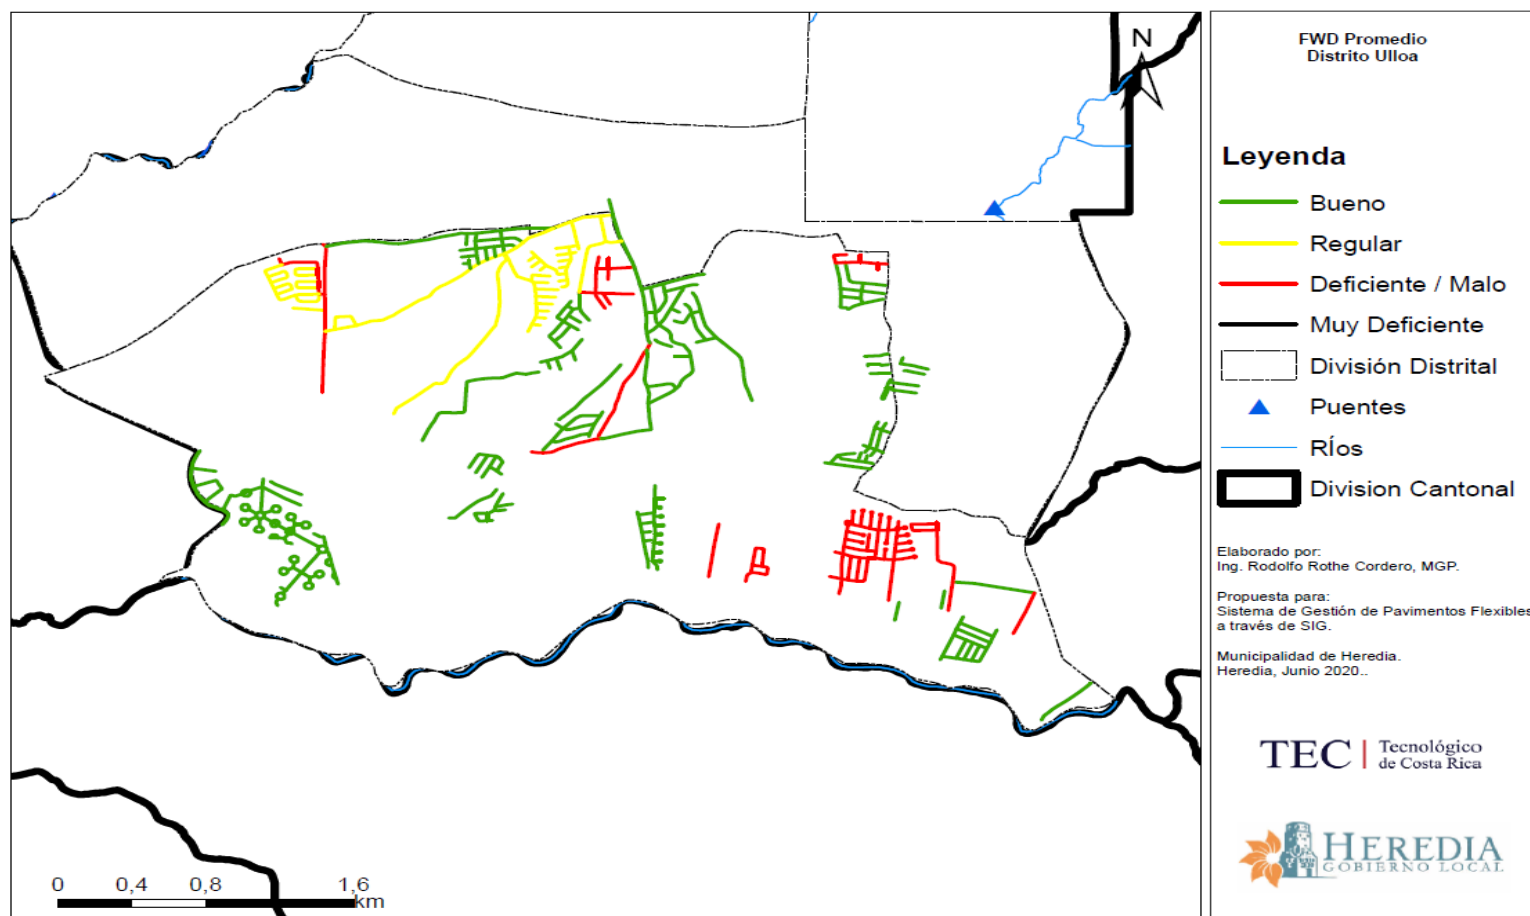 FWD Promedio
Distrito Ulloa
N
Leyenda
Bueno
Regular
Deficiente / Malo
Muy Deficiente
División Distrital
Puentes
RÍos
Division Cantonal
Elaborado por:
Ing. Rodolfo Rothe Cordero, MGP.
Propuesta para:
Sistema de Gestión de Pavimentos Flexibles
a través de SIG.
Municipalidad de Heredia.
Heredia, Junio 2020..
TEC | Tecnológico
de Costa Rica
HEREDIA
GOBIERNO LOCAL
0 0,4 0,8 1,6
km